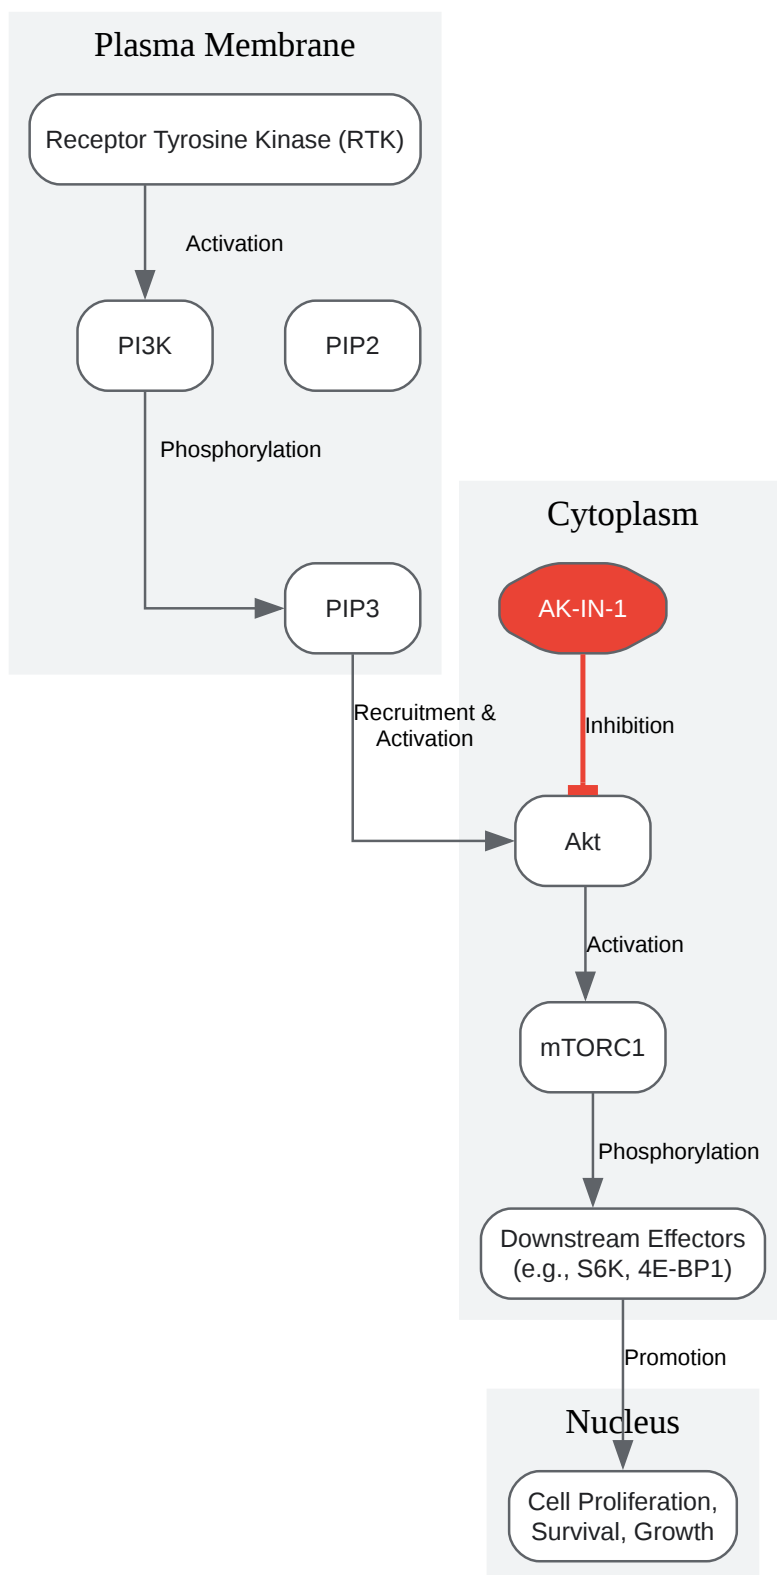 Plasma Membrane
Receptor Tyrosine Kinase (RTK)
Activation
PI3K
PIP2
Phosphorylation
Cytoplasm
PIP3
AK-IN-1
Recruitment &
Activation
Inhibition
Akt
Activation
mTORC1
Phosphorylation
Downstream Effectors
(e.g., S6K, 4E-BP1)
Promotion
Nucleus
Cell Proliferation,
Survival, Growth